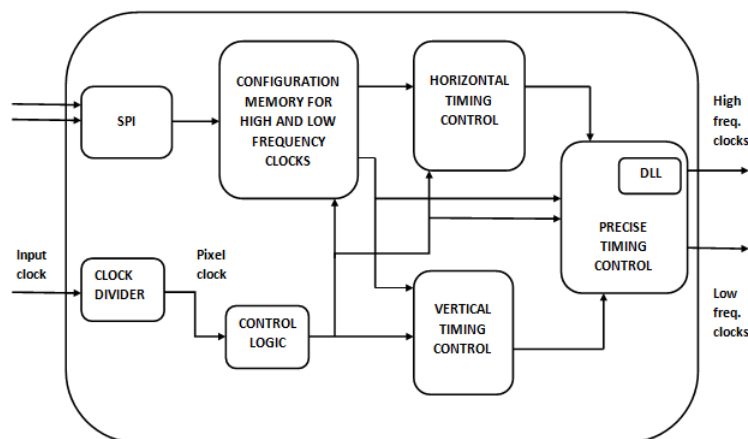 SPI
CONFIGURATION
MEMORY FOR
HIGH AND LOW
FREQUENCY
CLOCKS
HORIZONTAL
TIMING
CONTROL
High
freq.
clocks
DLL
PRECISE
TIMING
CONTROL
Input
clock
CLOCK
DIVIDER
Pixel
clock
CONTROL
LOGIC
VERTICAL
TIMING
CONTROL
Low
freq.
clocks